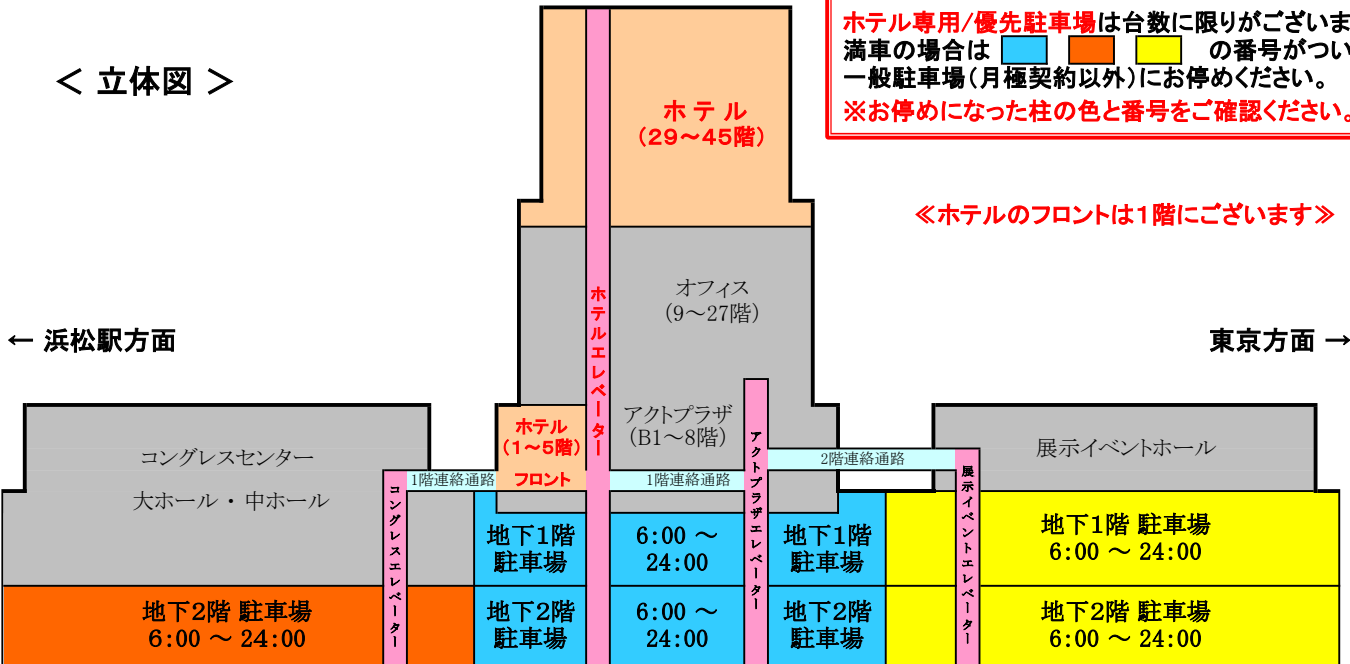 ＜ 立体図 ＞
ホテル専用/優先駐車場は台数に限りがございま
満車の場合は の番号がつい
一般駐車場(月極契約以外)にお停めください。
※お停めになった柱の色と番号をご確認ください。
ホテル
(29～45階)
≪ホテルのフロントは1階にございます≫
オフィス
(9～27階)
ホテルエレベーター
← 浜松駅方面
東京方面 →
コングレスセンター
大ホール ・ 中ホール
ホテル
(1～5階)
フロント
アクトプラザ
(B1～8階)
展示イベントホール
1階連絡通路
1階連絡通路
2階連絡通路
コングレスエレベーター
アクトプラザエレベーター
展示イベントエレベーター
地下1階
駐車場
6:00 ～
24:00
地下1階
駐車場
地下1階 駐車場
6:00 ～ 24:00
地下2階 駐車場
6:00 ～ 24:00
地下2階
駐車場
6:00 ～
24:00
地下2階
駐車場
地下2階 駐車場
6:00 ～ 24:00